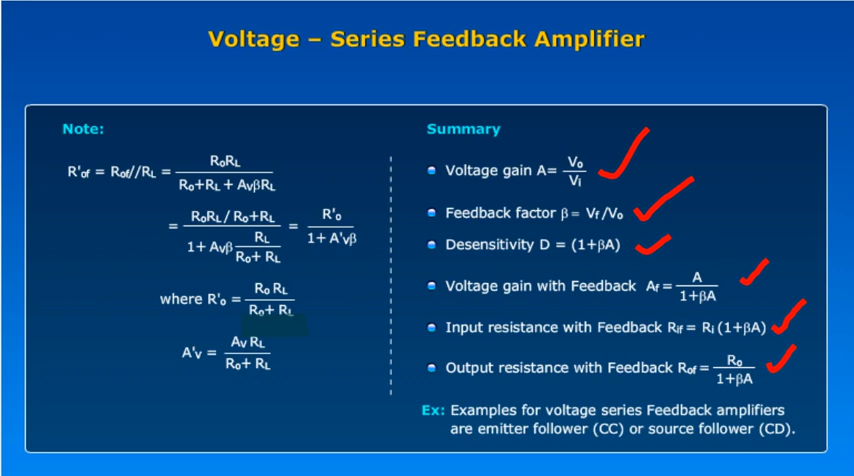 Voltage – Series Feedback Amplifier
Note:
R'of = Rof//RL = RoRL / Ro+RL + AvβRL
= RoRL / Ro+RL / 1 + Avβ RL / Ro+ RL = R'o / 1 + A'vβ
where R'o = Ro RL / Ro+ RL
A'v = Av RL / Ro+ RL
Summary
Voltage gain A= Vo / Vi
Feedback factor β = Vf /Vo
Desensitivity D = (1+βA)
Voltage gain with Feedback Af = A / 1+βA
Input resistance with Feedback Rif = Ri (1+βA)
Output resistance with Feedback Rof = Ro / 1+βA
Ex: Examples for voltage series Feedback amplifiers
are emitter follower (CC) or source follower (CD).